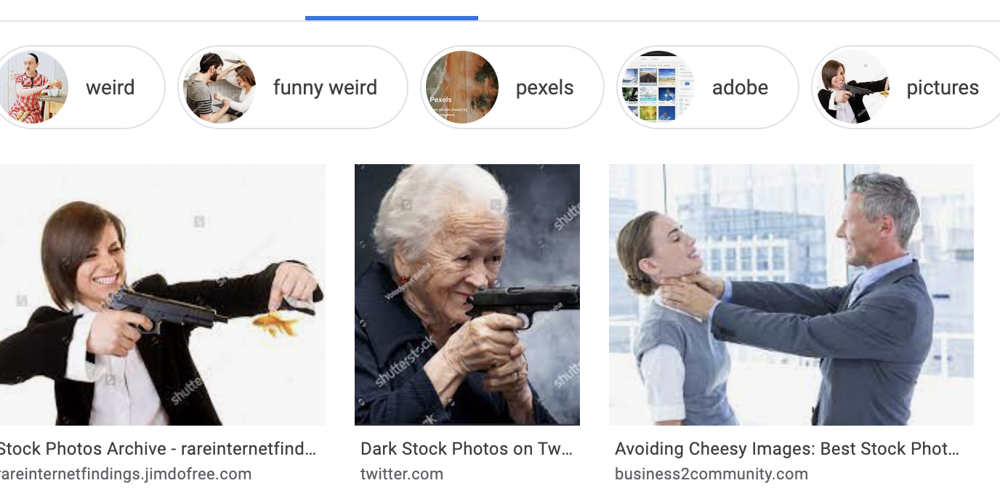 weird
funny weird
pexels
adobe
pictures
Pexels
shutterstock
Stock Photos Archive - rareinternetfind...
rareinternetfindings.jimdofree.com
Dark Stock Photos on Tw...
twitter.com
Avoiding Cheesy Images: Best Stock Phot...
business2community.com